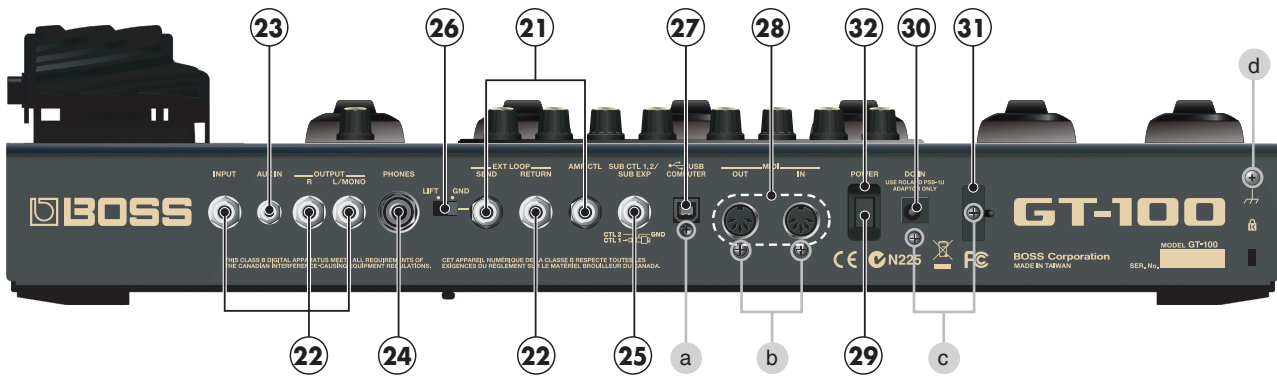 23
26
21
27
28
32
30
31
d
INPUT
AUX IN
OUTPUT
R
L/MONO
PHONES
LIFT
GND
EXT LOOP
SEND
RETURN
AMP CTL
SUB CTL 1,2/
SUB EXP
USB
COMPUTER
MIDI
OUT
IN
POWER
DC IN
USE ROLAND PSB-1U
ADAPTOR ONLY
BOSS
CTL 2
CTL 1
GND
GT-100
THIS CLASS B DIGITAL APPARATUS MEETS ALL REQUIREMENTS OF
THE CANADIAN INTERFERENCE-CAUSING EQUIPMENT REGULATIONS.
CET APPAREIL NUMÉRIQUE DE LA CLASSE B RESPECTE TOUTES LES
EXIGENCES DU RÈGLEMENT SUR LE MATÉRIEL BROUILLEUR DU CANADA.
CE
N225
FC
BOSS Corporation
MADE IN TAIWAN
MODEL GT-100
SER. No.
22
24
22
25
a
b
29
c